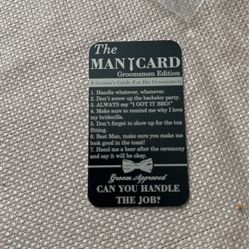 The
MAN CARD
Groomsmen Edition
A Groom's Guide For His Groomsmen
1. Handle whatever, whenever.
2. Don't screw up the bachelor party.
3. ALWAYS say "I GOT IT BRO!"
4. Make sure to remind me why I love
my bride
5. Don't forget to show up for the tux
fitting.
6. Best Man, make sure you make me
look good in the toast!
7. Hand me a beer after the ceremony
and say it will be okay.
Groom Approved
CAN YOU HANDLE
THE JOB?